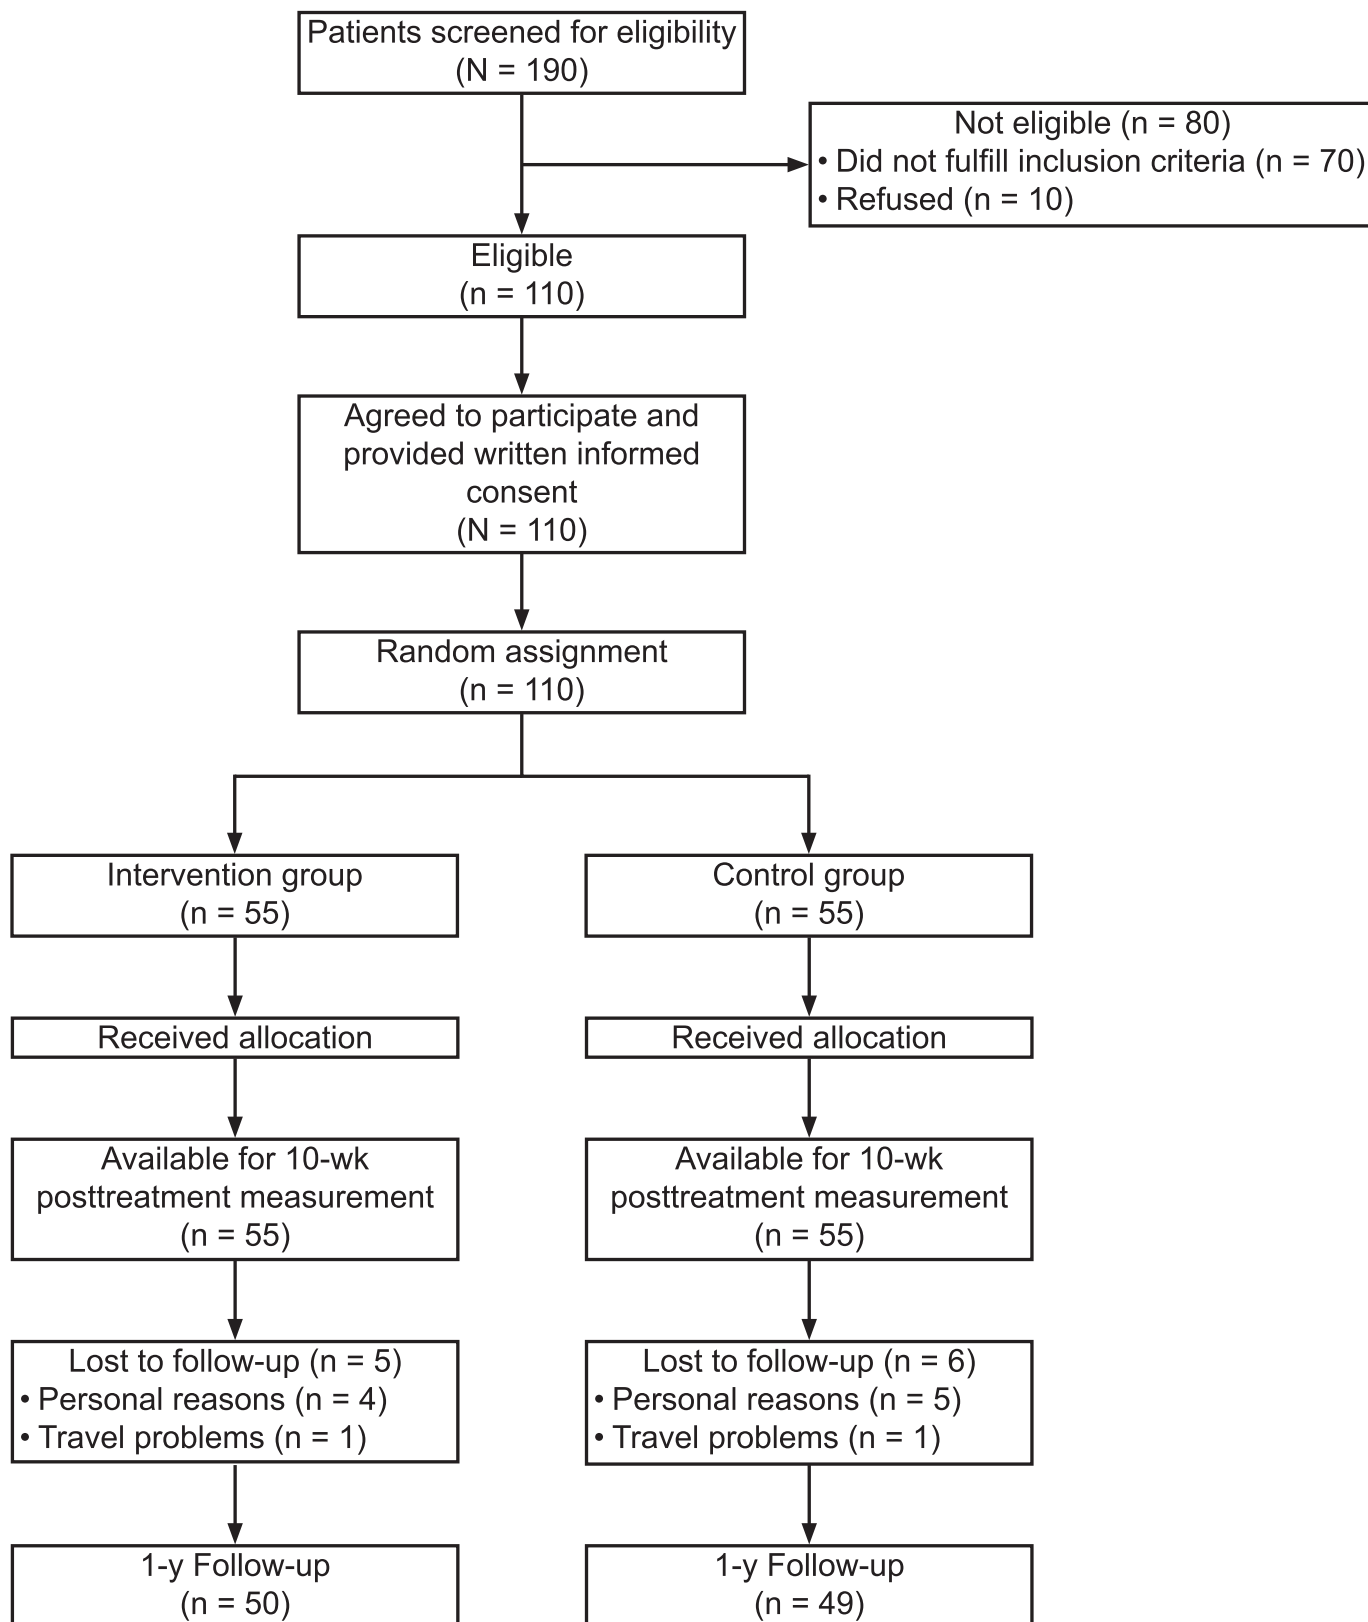 Patients screened for eligibility
(N = 190)
Not eligible (n = 80)
• Did not fulfill inclusion criteria (n = 70)
• Refused (n = 10)
Eligible
(n = 110)
Agreed to participate and
provided written informed
consent
(N = 110)
Random assignment
(n = 110)
Intervention group
(n = 55)
Control group
(n = 55)
Received allocation
Received allocation
Available for 10-wk
posttreatment measurement
(n = 55)
Available for 10-wk
posttreatment measurement
(n = 55)
Lost to follow-up (n = 5)
• Personal reasons (n = 4)
• Travel problems (n = 1)
Lost to follow-up (n = 6)
• Personal reasons (n = 5)
• Travel problems (n = 1)
1-y Follow-up
(n = 50)
1-y Follow-up
(n = 49)